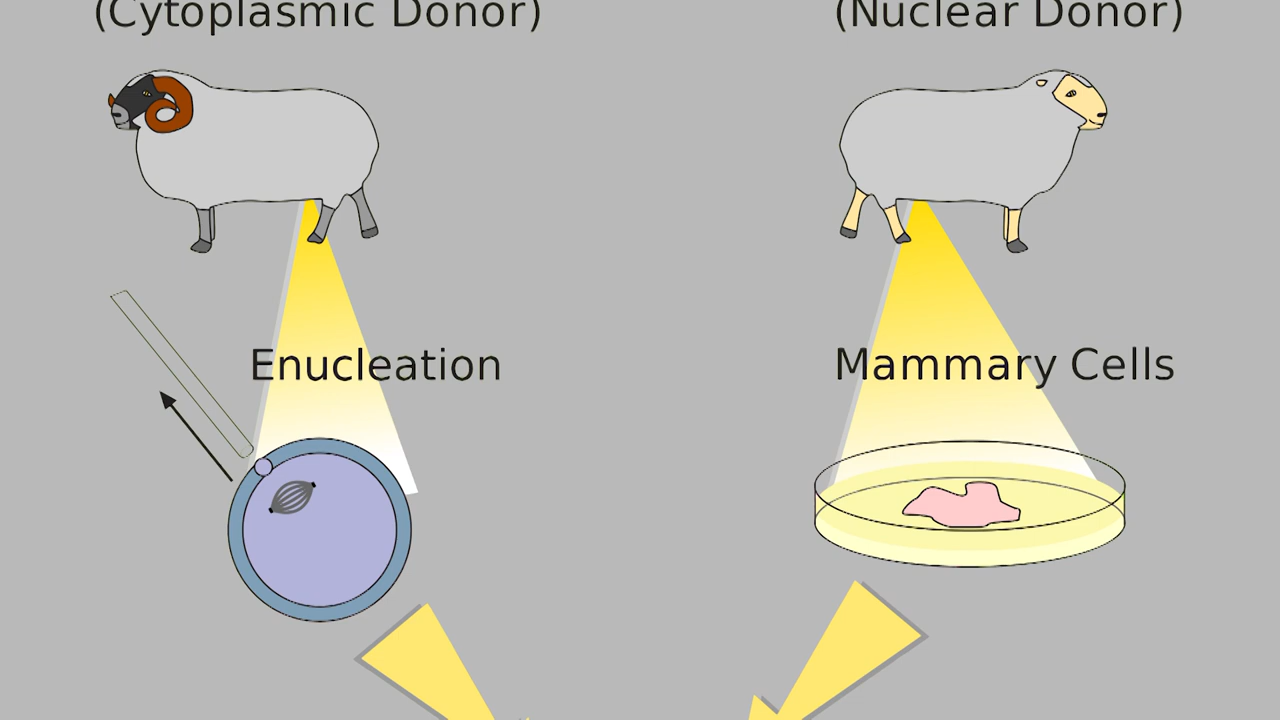 (Cytoplasmic Donor)
(Nuclear Donor)
Enucleation
Mammary Cells